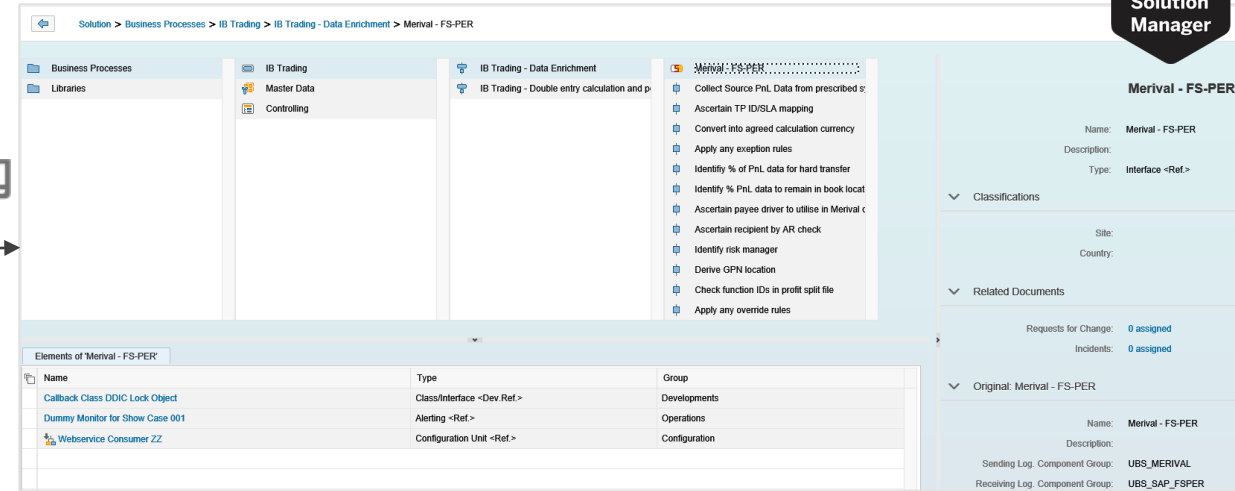 Solution
Manager
Solution > Business Processes > IB Trading > IB Trading - Data Enrichment > Merival - FS-PER
Business Processes
Libraries
IB Trading
Master Data
Controlling
IB Trading - Data Enrichment
IB Trading - Double entry calculation and p
Merival - FS-PER
Collect Source PnL Data from prescribed s
Ascertain TP ID/SLA mapping
Convert into agreed calculation currency
Apply any exeption rules
Identifiy % of PnL data for hard transfer
Identify % PnL data to remain in book locat
Ascertain payee driver to utilise in Merival
Ascertain recipient by AR check
Identify risk manager
Derive GPN location
Check function IDs in profit split file
Apply any override rules
Merival - FS-PER
Name: Merival - FS-PER
Description:
Type: Interface <Ref.>
Classifications
Site:
Country:
Related Documents
Requests for Change: 0 assigned
Incidents: 0 assigned
Original: Merival - FS-PER
Name: Merival - FS-PER
Description:
Sending Log. Component Group: UBS_MERIVAL
Receiving Log. Component Group: UBS_SAP_FSPER
Elements of 'Merival - FS-PER'
Name Type Group
Callback Class DDIC Lock Object Class/Interface <Dev.Ref.> Developments
Dummy Monitor for Show Case 001 Alerting <Ref.> Operations
Webservice Consumer ZZ Configuration Unit <Ref.> Configuration